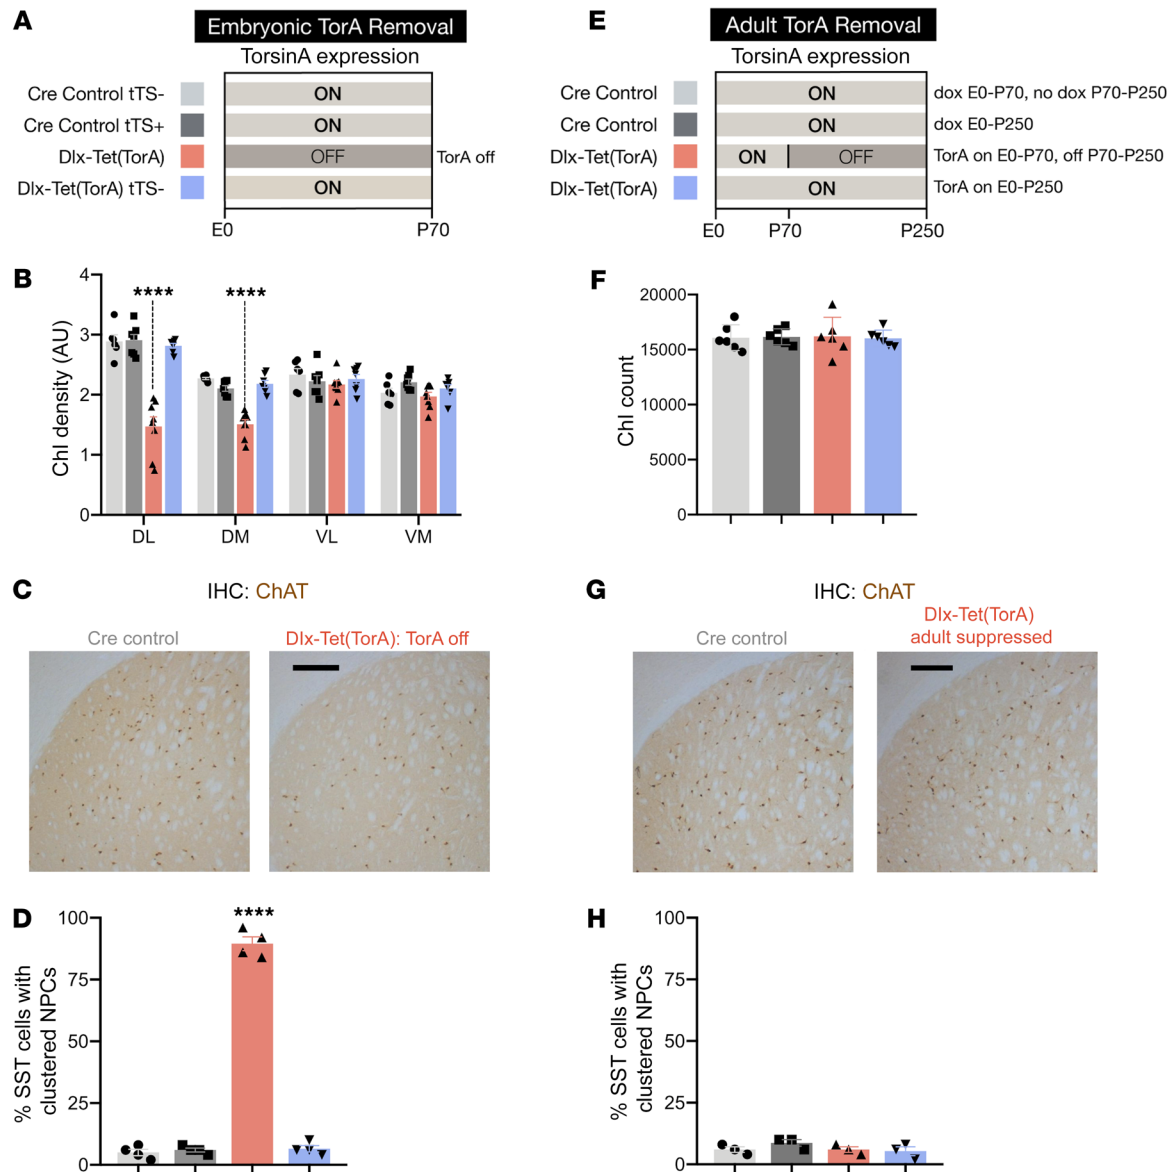 A
Embryonic TorA Removal
TorsinA expression
Cre Control tTS-
ON
Cre Control tTS+
ON
Dlx-Tet(TorA)
OFF
TorA off
Dlx-Tet(TorA) tTS-
ON
E0
P70
E
Adult TorA Removal
TorsinA expression
Cre Control
ON
dox E0-P70, no dox P70-P250
Cre Control
ON
dox E0-P250
Dlx-Tet(TorA)
ON
OFF
TorA on E0-P70, off P70-P250
Dlx-Tet(TorA)
ON
TorA on E0-P250
E0
P70
P250
B
ChI density (AU)
4
3
2
1
0
****
****
DL
DM
VL
VM
F
ChI count
20000
15000
10000
5000
0
C
IHC: ChAT
Cre control
Dlx-Tet(TorA): TorA off
G
IHC: ChAT
Cre control
Dlx-Tet(TorA)
adult suppressed
D
% SST cells with
clustered NPCs
100
75
50
25
0
****
H
% SST cells with
clustered NPCs
100
75
50
25
0